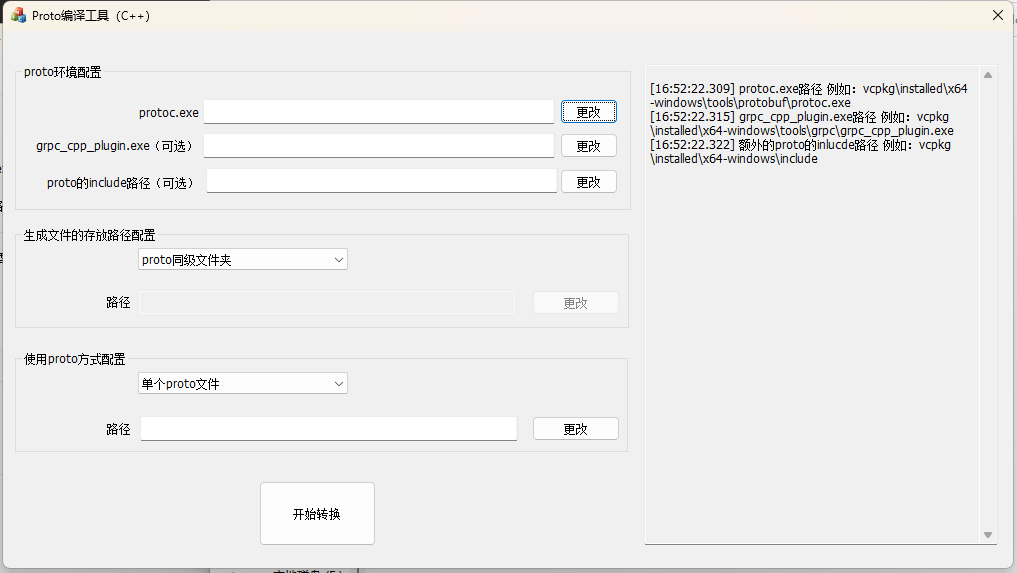 Proto编译工具（C++）
proto环境配置
protoc.exe
更改
grpc_cpp_plugin.exe（可选）
更改
proto的include路径（可选）
更改
生成文件的存放路径配置
proto同级文件夹
路径
更改
使用proto方式配置
单个proto文件
路径
更改
开始转换
[16:52:22.309] protoc.exe路径 例如：vcpkg\installed\x64
-windows\tools\protobuf\protoc.exe
[16:52:22.315] grpc_cpp_plugin.exe路径 例如：vcpkg
\installed\x64-windows\tools\grpc\grpc_cpp_plugin.exe
[16:52:22.322] 额外的proto的inlucde路径 例如：vcpkg
\installed\x64-windows\include